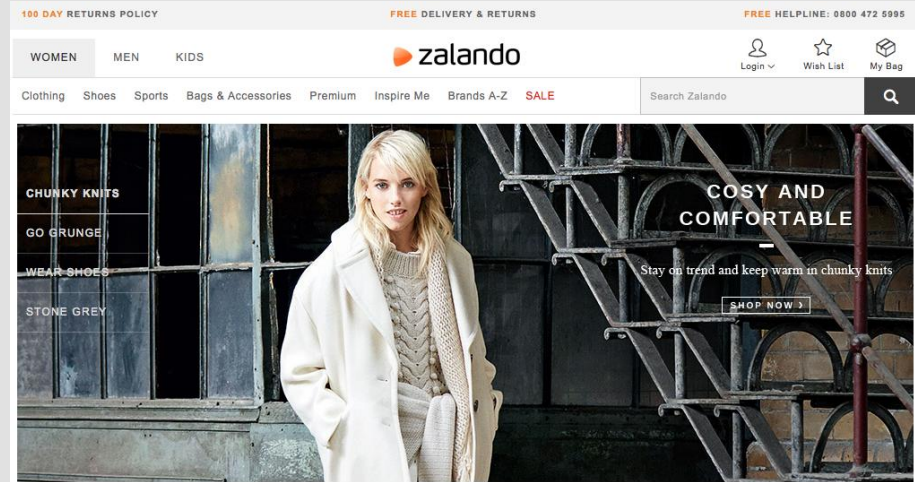 100 DAY RETURNS POLICY
FREE DELIVERY & RETURNS
FREE HELPLINE: 0800 472 5995
WOMEN MEN KIDS
zalando
Login
Wish List
My Bag
Clothing Shoes Sports Bags & Accessories Premium Inspire Me Brands A-Z SALE
Search Zalando
CHUNKY KNITS
GO GRUNGE
WEAR SHOES
STONE GREY
COSY AND
COMFORTABLE
Stay on trend and keep warm in chunky knits
SHOP NOW